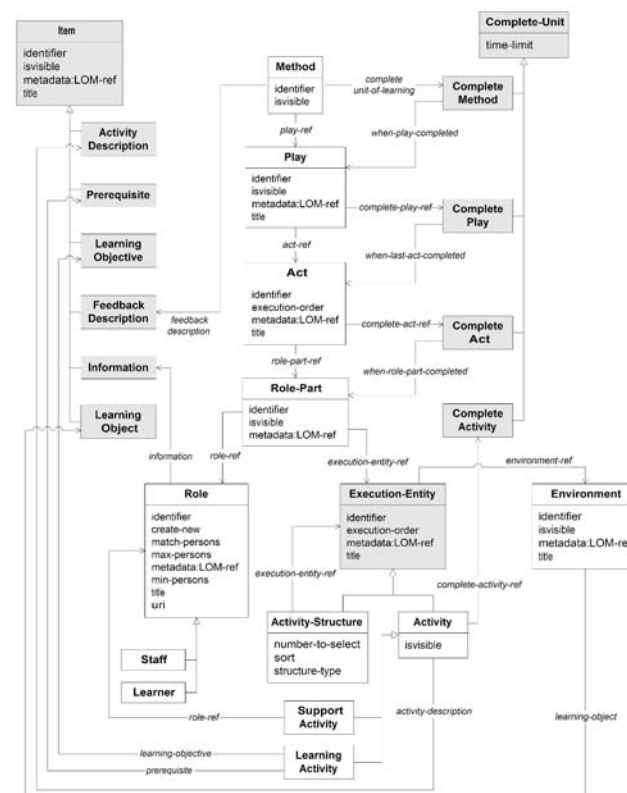 Item
identifier
isvisible
metadata:LOM-ref
title
Complete-Unit
time-limit
Method
identifier
isvisible
complete
unit-of-learning
Complete
Method
play-ref
when-play-completed
Activity
Description
Play
identifier
isvisible
metadata:LOM-ref
title
Prerequisite
complete-play-ref
Complete
Play
Learning
Objective
act-ref
when-last-act-completed
Act
identifier
execution-order
metadata:LOM-ref
title
Feedback
Description
feedback
description
complete-act-ref
Complete
Act
Information
role-part-ref
when-role-part-completed
Role-Part
identifier
isvisible
metadata:LOM-ref
Learning
Object
Complete
Activity
information
role-ref
execution-entity-ref
environment-ref
Role
identifier
create-new
match-persons
max-persons
metadata:LOM-ref
min-persons
title
uri
Execution-Entity
identifier
execution-order
metadata:LOM-ref
title
Environment
identifier
isvisible
metadata:LOM-ref
title
execution-entity-ref
complete-activity-ref
Activity-Structure
number-to-select
sort
structure-type
Activity
isvisible
Staff
Learner
role-ref
Support
Activity
activity-description
learning-object
learning-objective
prerequisite
Learning
Activity